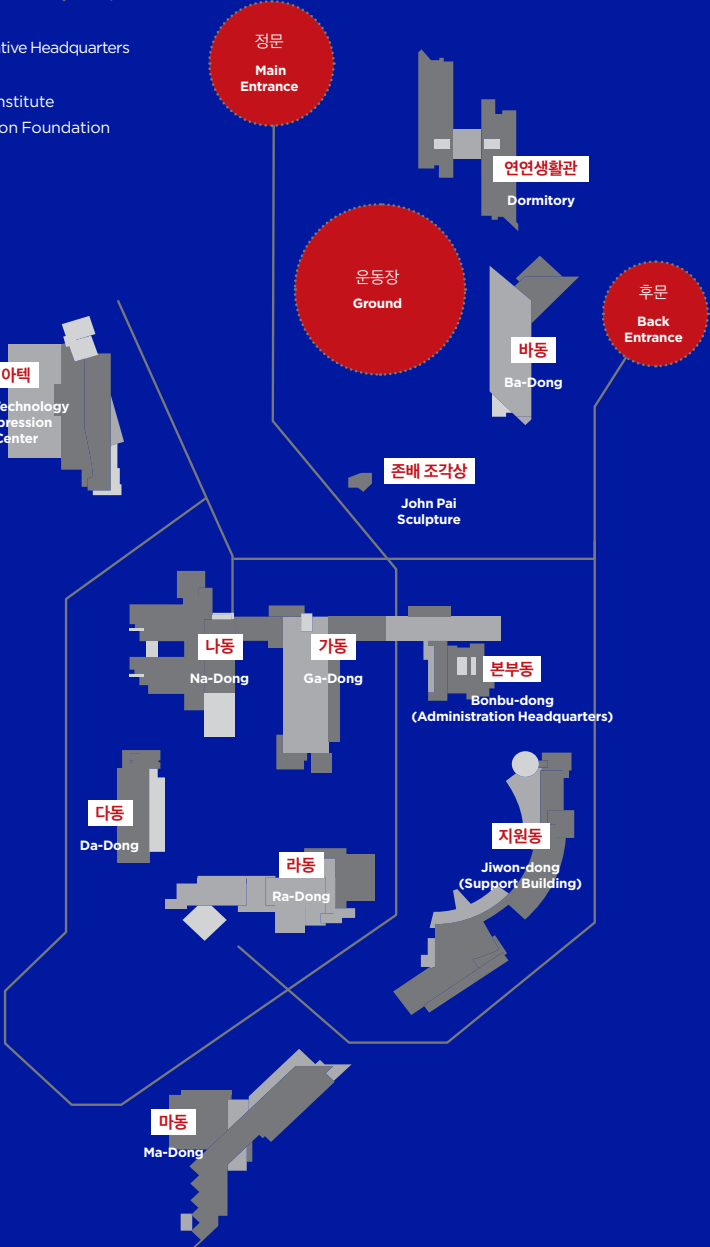 tive Headquarters
nstitute
on Foundation
정문
Main
Entrance
연연생활관
Dormitory
운동장
Ground
후문
Back
Entrance
바동
Ba-Dong
아텍
echnology
pression
Center
존배 조각상
John Pai
Sculpture
나동
Na-Dong
가동
Ga-Dong
본부동
Bonbu-dong
(Administration Headquarters)
다동
Da-Dong
지원동
Jiwon-dong
(Support Building)
라동
Ra-Dong
마동
Ma-Dong